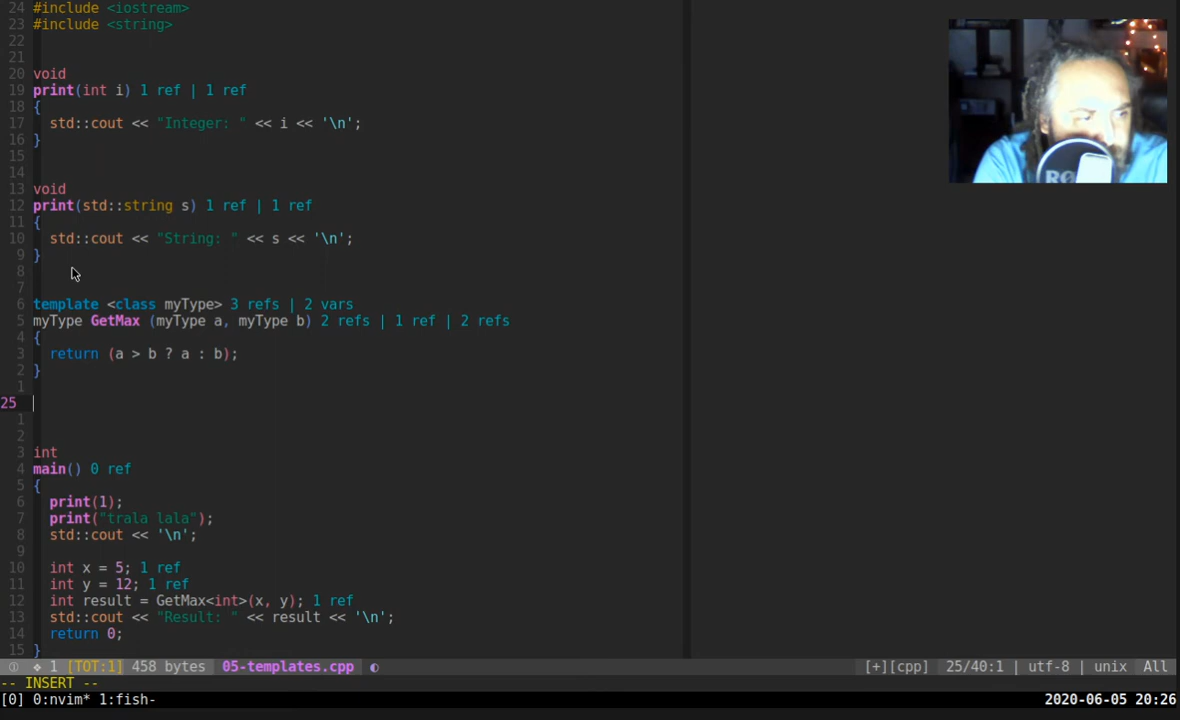 24 #include <iostream>
23 #include <string>
22
21
20 void
19 print(int i) 1 ref | 1 ref
18 {
17 std::cout << "Integer: " << i << '\n';
16 }
15
14
13 void
12 print(std::string s) 1 ref | 1 ref
11 {
10 std::cout << "String: " << s << '\n';
9 }
8
7
6 template <class myType> 3 refs | 2 vars
5 myType GetMax (myType a, myType b) 2 refs | 1 ref | 2 refs
4 {
3 return (a > b ? a : b);
2 }
1
25
1
2
3 int
4 main() 0 ref
5 {
6 print(1);
7 print("trala lala");
8 std::cout << '\n';
9
10 int x = 5; 1 ref
11 int y = 12; 1 ref
12 int result = GetMax<int>(x, y); 1 ref
13 std::cout << "Result: " << result << '\n';
14 return 0;
15 }
① ❖ 1 [TOT:1] 458 bytes 05-templates.cpp [+][cpp] 25/40:1 | utf-8 | unix All
-- INSERT --
[0] 0:nvim* 1:fish- 2020-06-05 20:26
RØ